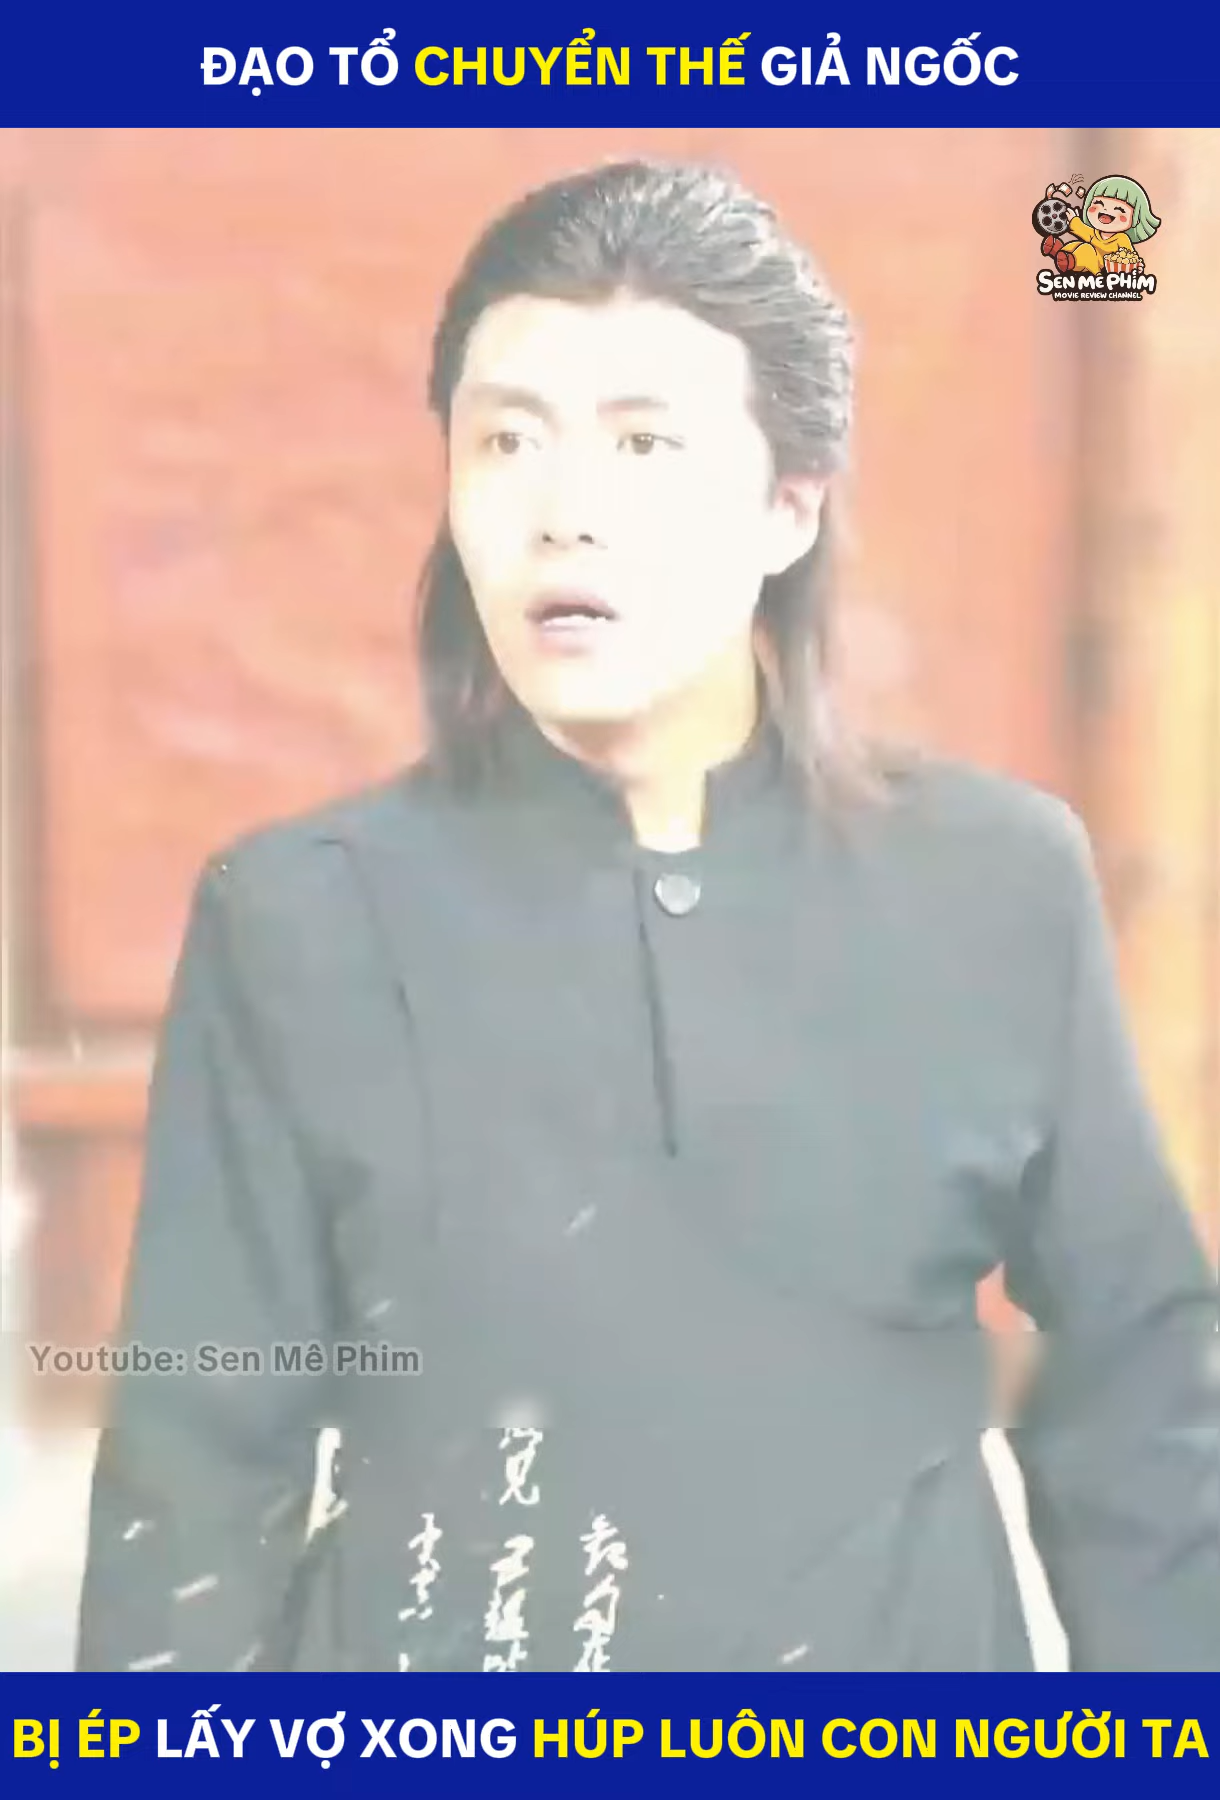 ĐẠO TỔ CHUYỂN THẾ GIẢ NGỐC
SEN MÊ PHIM
MOVIE REVIEW CHANNEL
Youtube: Sen Mê Phim
BỊ ÉP LẤY VỢ XONG HÚP LUÔN CON NGƯỜI TA